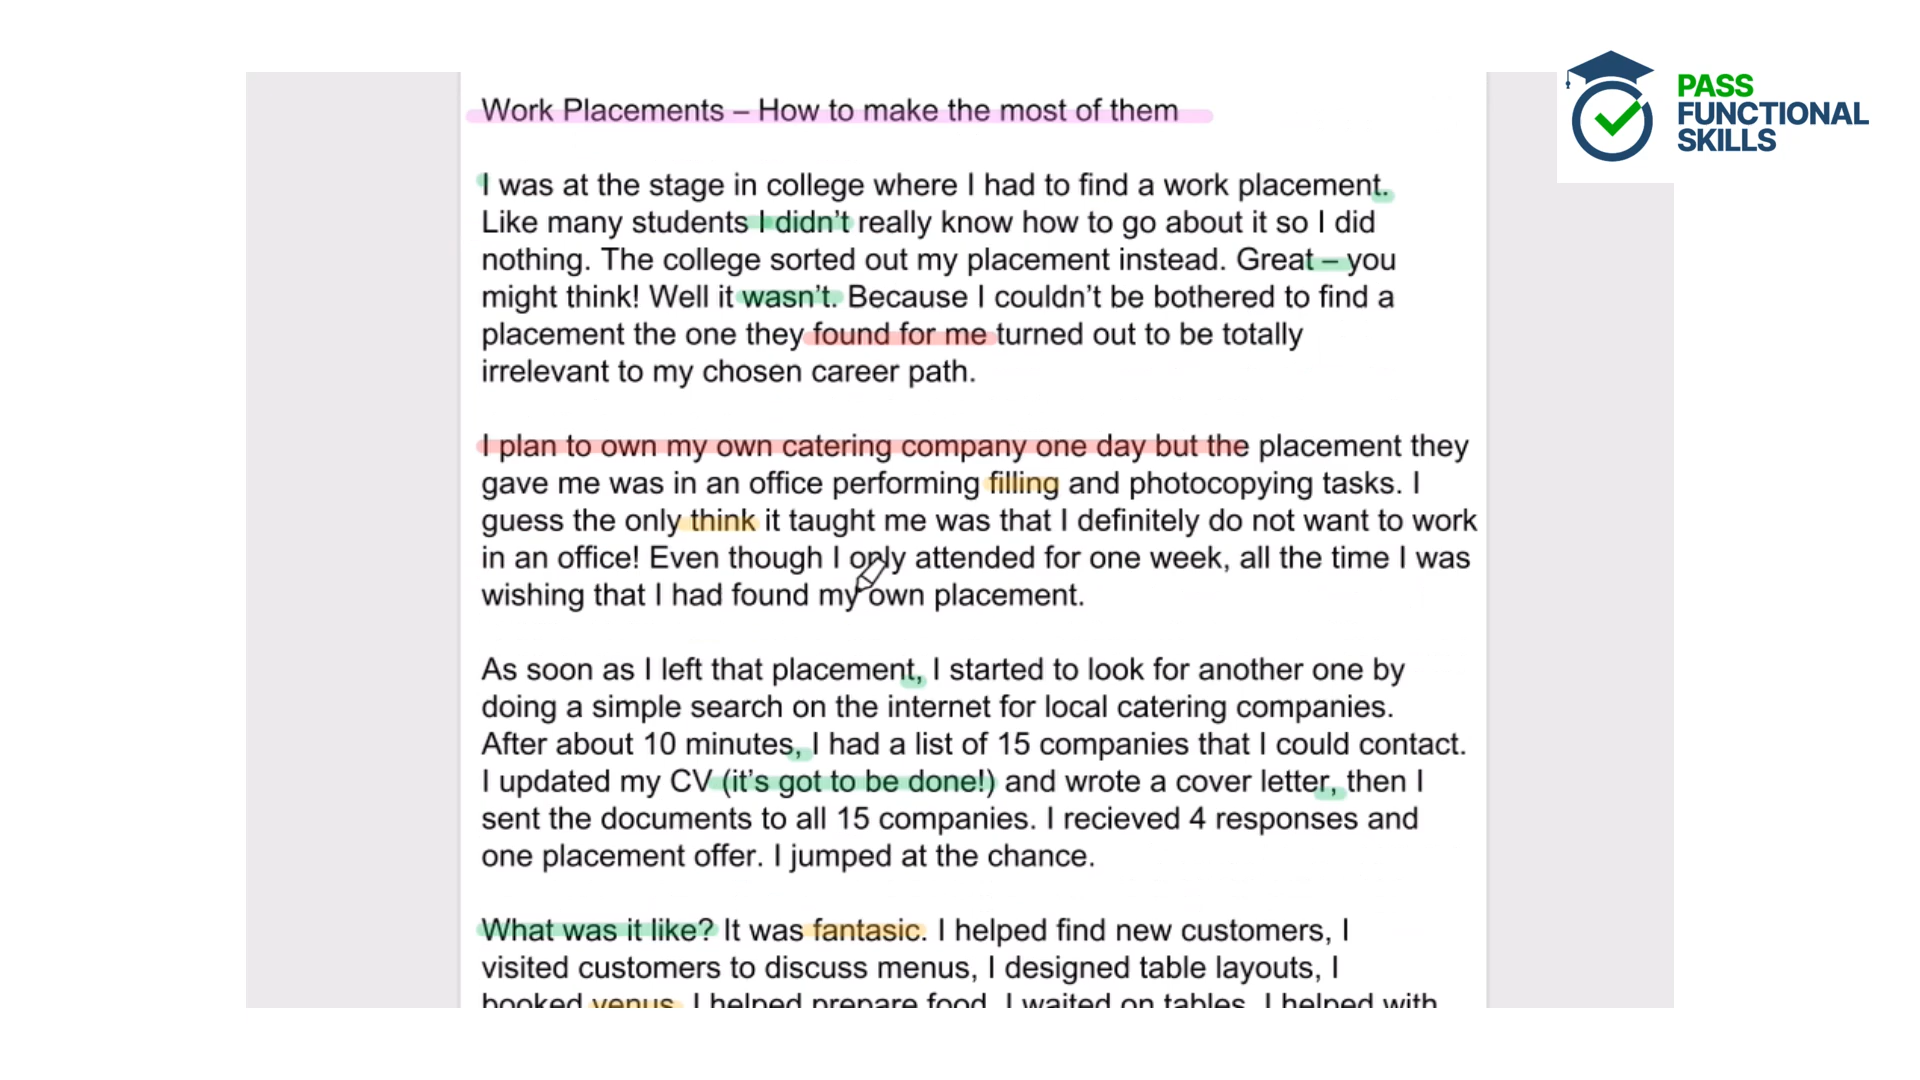 PASS
FUNCTIONAL
SKILLS
Work Placements – How to make the most of them
I was at the stage in college where I had to find a work placement.
Like many students I didn't really know how to go about it so I did
nothing. The college sorted out my placement instead. Great – you
might think! Well it wasn't. Because I couldn't be bothered to find a
placement the one they found for me turned out to be totally
irrelevant to my chosen career path.
I plan to own my own catering company one day but the placement they
gave me was in an office performing filling and photocopying tasks. I
guess the only think it taught me was that I definitely do not want to work
in an office! Even though I only attended for one week, all the time I was
wishing that I had found my own placement.
As soon as I left that placement, I started to look for another one by
doing a simple search on the internet for local catering companies.
After about 10 minutes, I had a list of 15 companies that I could contact.
I updated my CV (it's got to be done!) and wrote a cover letter, then I
sent the documents to all 15 companies. I recieved 4 responses and
one placement offer. I jumped at the chance.
What was it like? It was fantasic. I helped find new customers, I
visited customers to discuss menus, I designed table layouts, I
booked venus, I helped prepare food, I waited on tables, I helped with